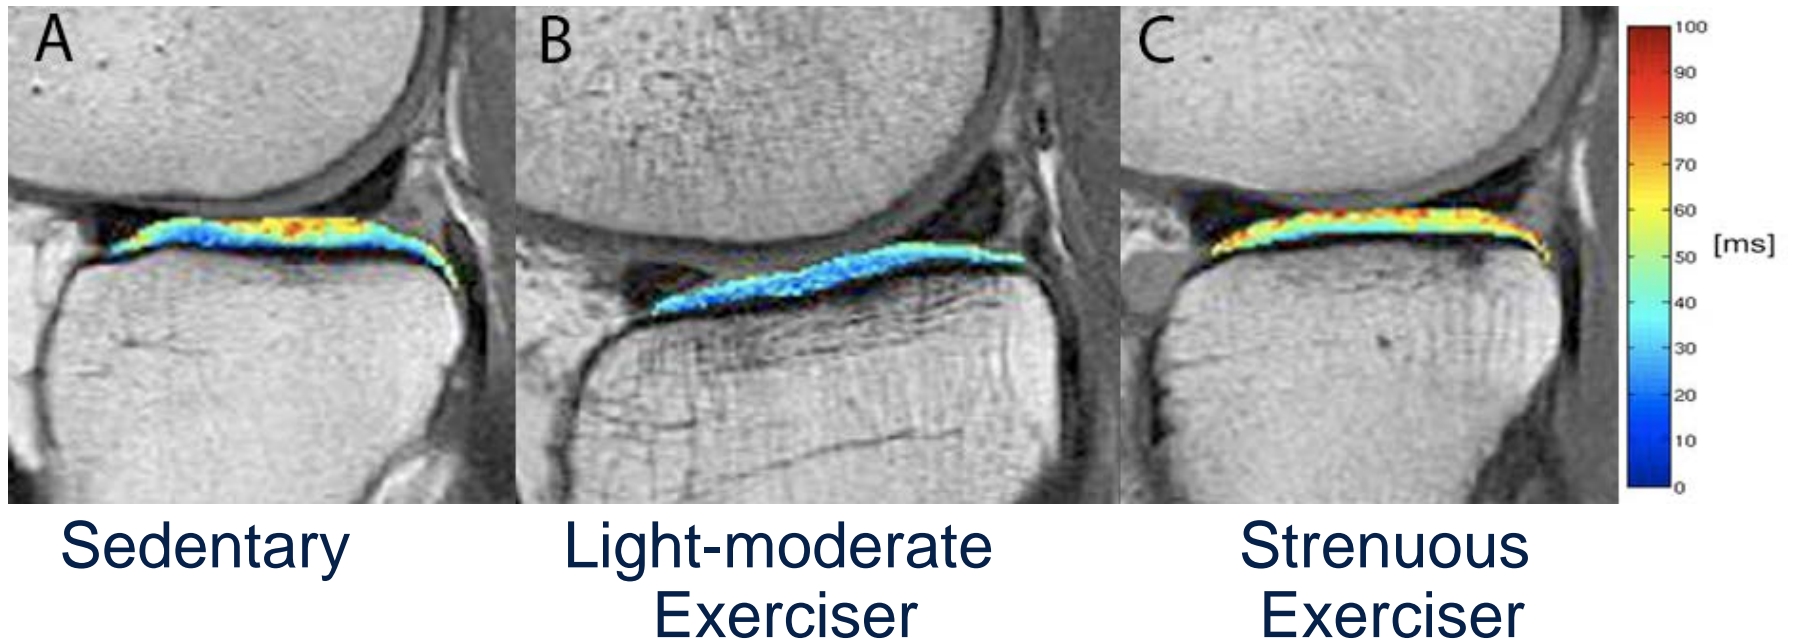 A
B
C
100
90
80
70
60
50
40
30
20
10
0
[ms]
Sedentary
Light-moderate
Exerciser
Strenuous
Exerciser